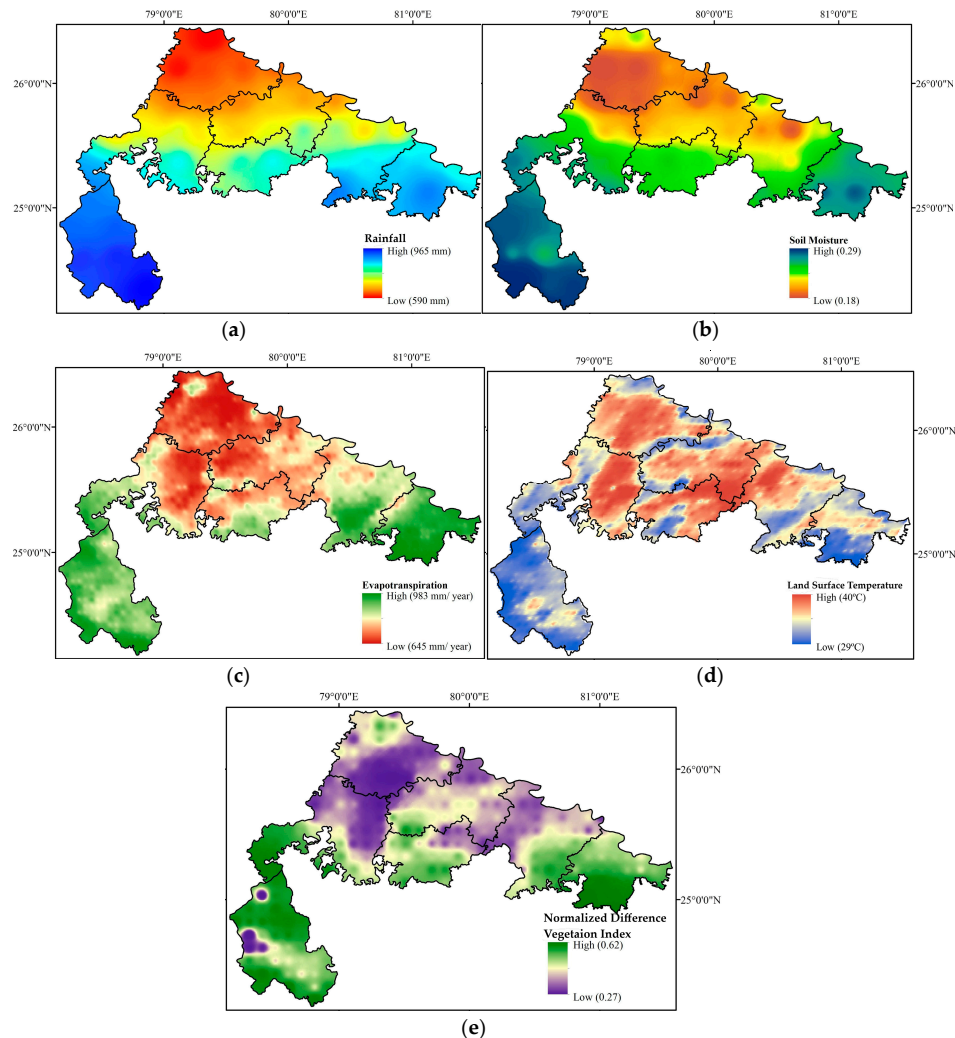 79°0'0"E 80°0'0"E 81°0'0"E
79°0'0"E 80°0'0"E 81°0'0"E
26°0'0"N
25°0'0"N
Rainfall
High (965 mm)
Low (590 mm)
(a)
26°0'0"N
25°0'0"N
Soil Moisture
High (0.29)
Low (0.18)
(b)
79°0'0"E 80°0'0"E 81°0'0"E
26°0'0"N
25°0'0"N
Evapotranspiration
High (983 mm/ year)
Low (645 mm/ year)
(c)
79°0'0"E 80°0'0"E 81°0'0"E
26°0'0"N
25°0'0"N
Land Surface Temperature
High (40°C)
Low (29°C)
(d)
79°0'0"E 80°0'0"E 81°0'0"E
26°0'0"N
25°0'0"N
Normalized Difference
Vegetaion Index
High (0.62)
Low (0.27)
(e)